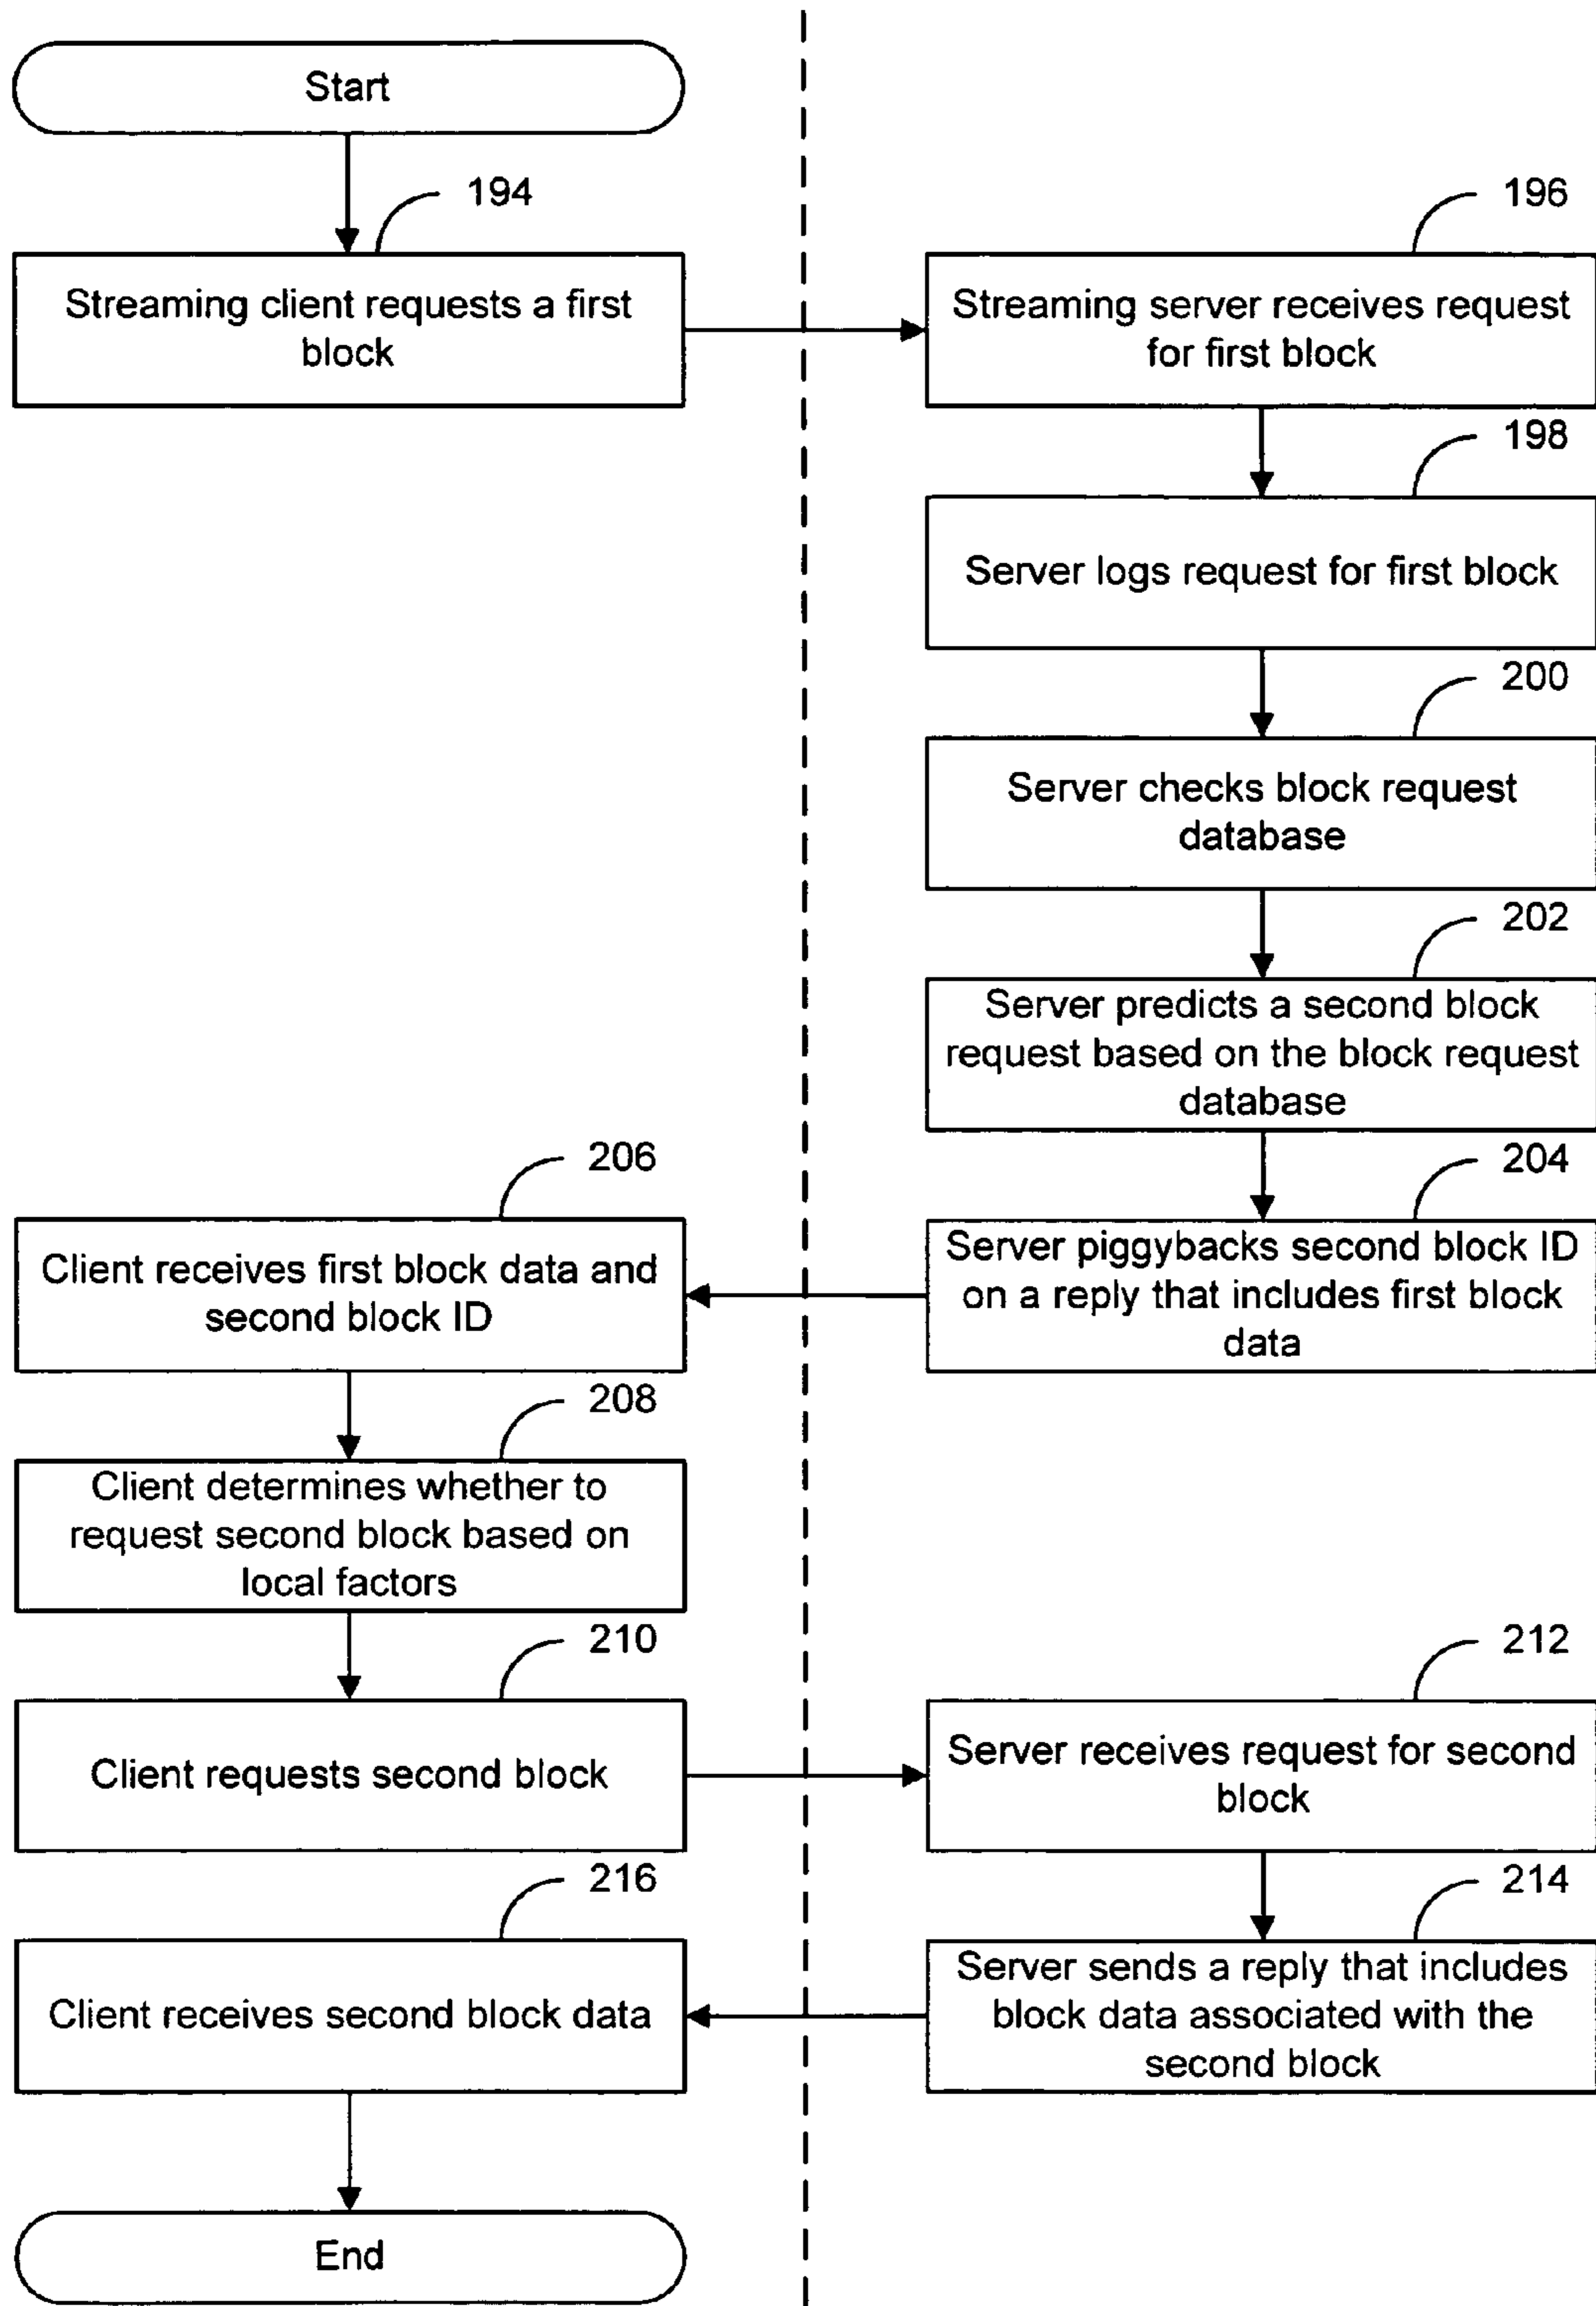 Start
194
Streaming client requests a first
block
196
Streaming server receives request
for first block
198
Server logs request for first block
200
Server checks block request
database
202
Server predicts a second block
request based on the block request
database
204
Server piggybacks second block ID
on a reply that includes first block
data
206
Client receives first block data and
second block ID
208
Client determines whether to
request second block based on
local factors
210
Client requests second block
212
Server receives request for second
block
214
Server sends a reply that includes
block data associated with the
second block
216
Client receives second block data
End